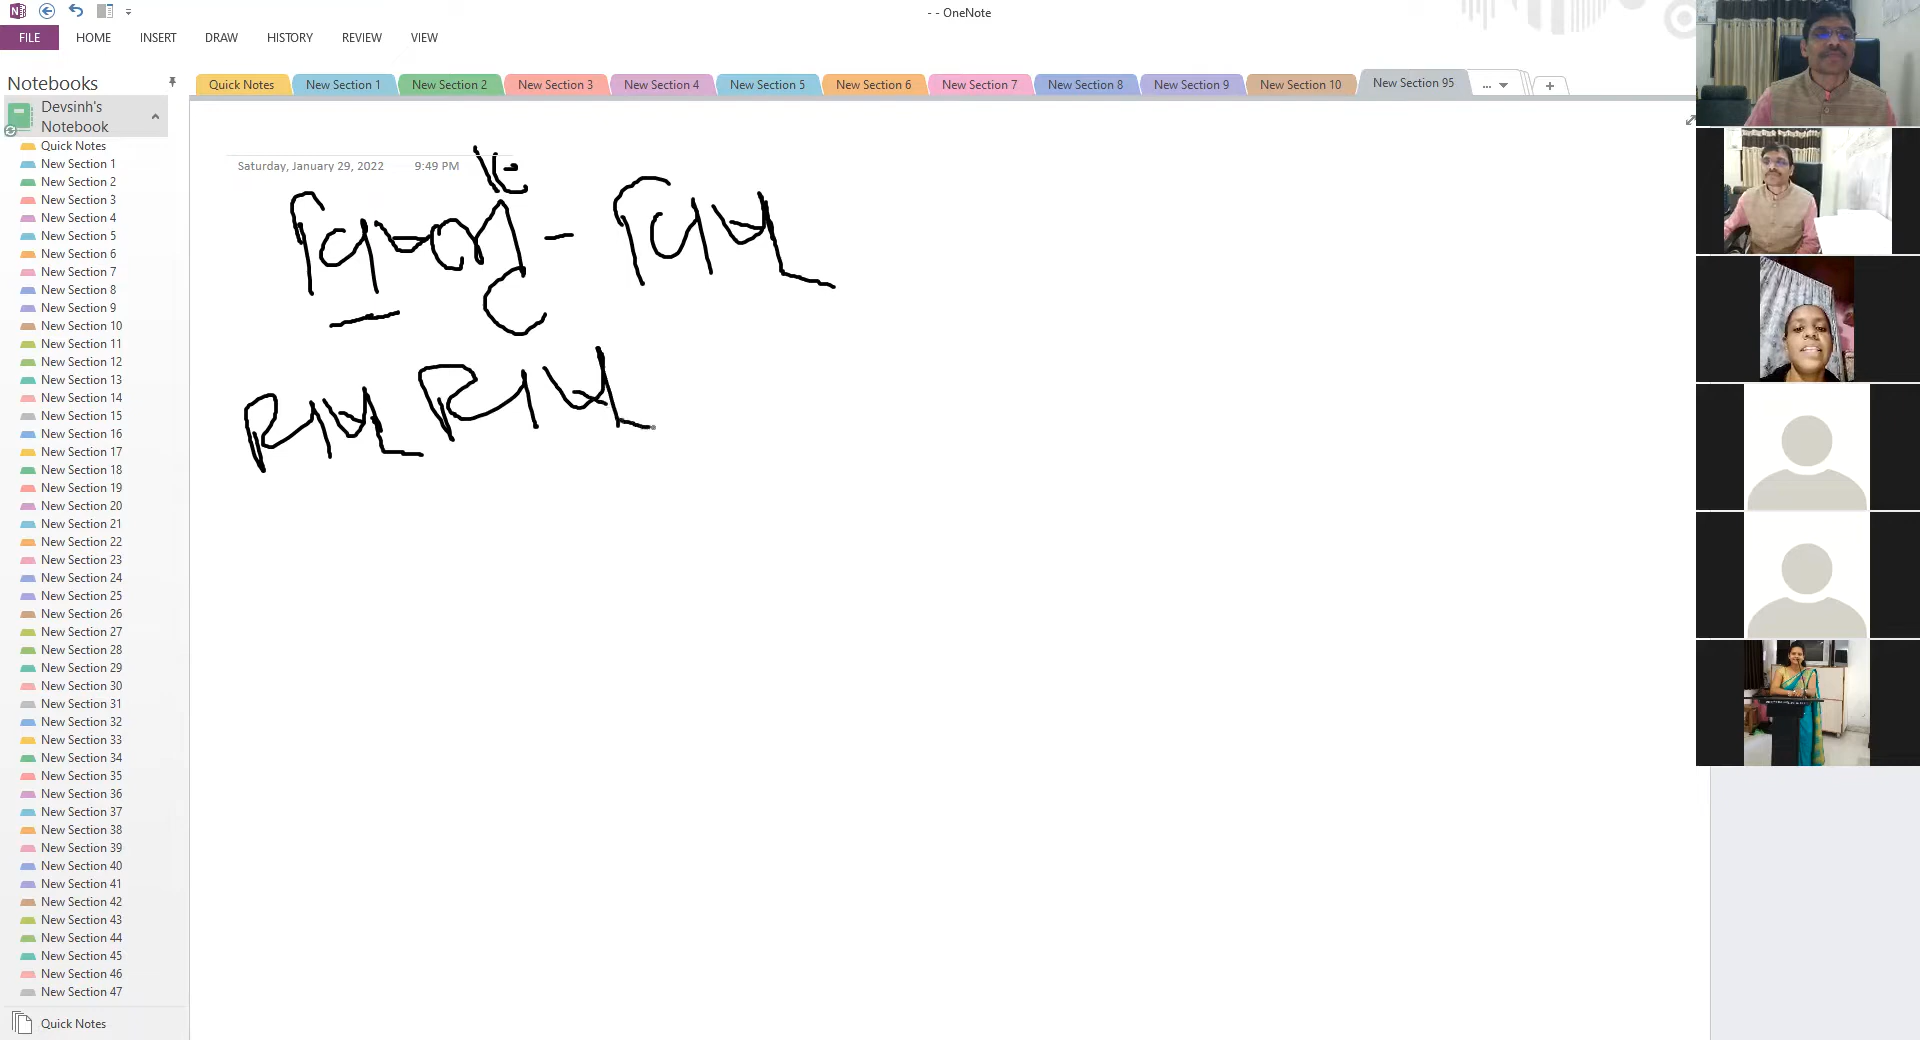 - - OneNote
FILE HOME INSERT DRAW HISTORY REVIEW VIEW
Notebooks
Devsinh's
Notebook
Quick Notes New Section 1 New Section 2 New Section 3 New Section 4 New Section 5 New Section 6 New Section 7 New Section 8 New Section 9 New Section 10 New Section 95 ...
Saturday, January 29, 2022 9:49 PM
Quick Notes
New Section 1
New Section 2
New Section 3
New Section 4
New Section 5
New Section 6
New Section 7
New Section 8
New Section 9
New Section 10
New Section 11
New Section 12
New Section 13
New Section 14
New Section 15
New Section 16
New Section 17
New Section 18
New Section 19
New Section 20
New Section 21
New Section 22
New Section 23
New Section 24
New Section 25
New Section 26
New Section 27
New Section 28
New Section 29
New Section 30
New Section 31
New Section 32
New Section 33
New Section 34
New Section 35
New Section 36
New Section 37
New Section 38
New Section 39
New Section 40
New Section 41
New Section 42
New Section 43
New Section 44
New Section 45
New Section 46
New Section 47
Quick Notes